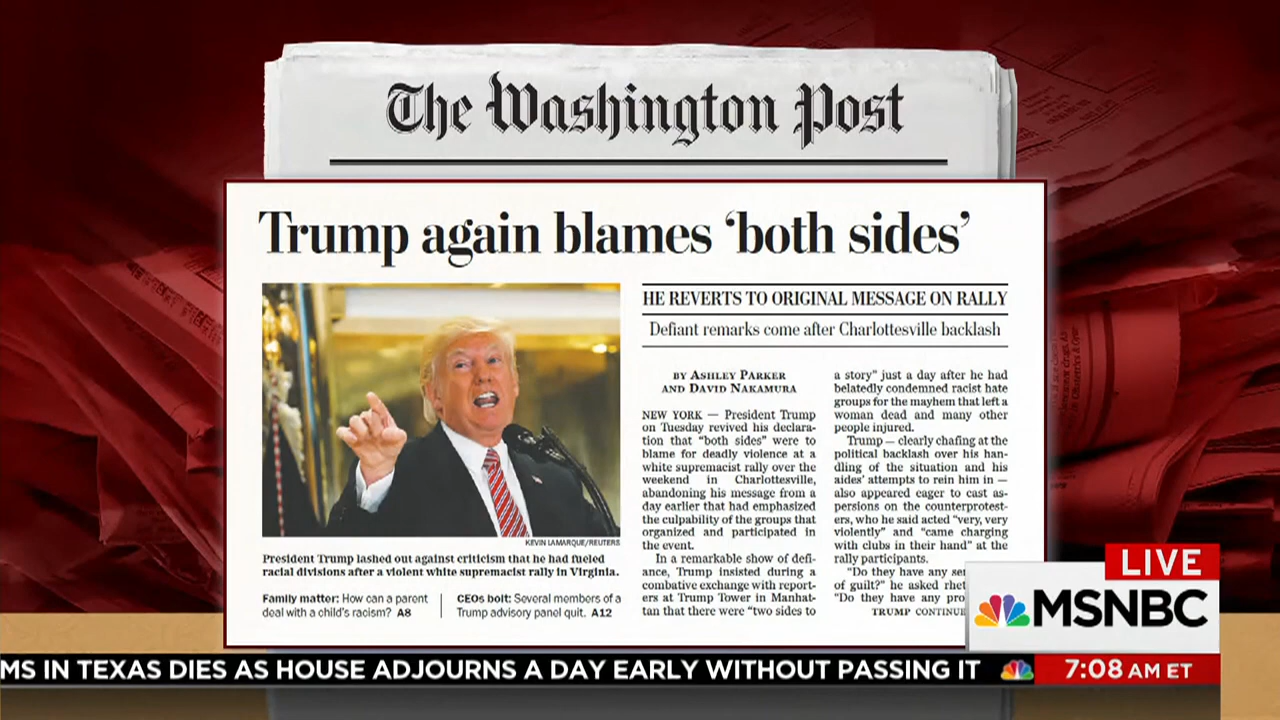 The Washington Post
Trump again blames ‘both sides’
KEVIN LAMARQUE/REUTERS
President Trump lashed out against criticism that he had fueled
racial divisions after a violent white supremacist rally in Virginia.
Family matter: How can a parent
deal with a child's racism? A8
CEOs bolt: Several members of a
Trump advisory panel quit. A12
HE REVERTS TO ORIGINAL MESSAGE ON RALLY
Defiant remarks come after Charlottesville backlash
BY ASHLEY PARKER
AND DAVID NAKAMURA
NEW YORK — President Trump
on Tuesday revived his declara-
tion that “both sides” were to
blame for deadly violence at a
white supremacist rally over the
weekend in Charlottesville,
abandoning his message from a
day earlier that had emphasized
the culpability of the groups that
organized and participated in
the event.
In a remarkable show of defi-
ance, Trump insisted during a
combative exchange with report-
ers at Trump Tower in Manhat-
tan that there were “two sides to
a story” just a day after he had
belatedly condemned racist hate
groups for the mayhem that left a
woman dead and many other
people injured.
Trump — clearly chafing at the
political backlash over his han-
dling of the situation and his
aides’ attempts to rein him in —
also appeared eager to cast as-
persions on the counterprotest-
ers, who he said acted “very, very
violently” and “came charging
with clubs in their hand” at the
rally participants.
“Do they have any se
of guilt?” he asked rhet
“Do they have any pro
TRUMP CONTINUE
LIVE
MSNBC
MS IN TEXAS DIES AS HOUSE ADJOURNS A DAY EARLY WITHOUT PASSING IT
7:08 AM ET